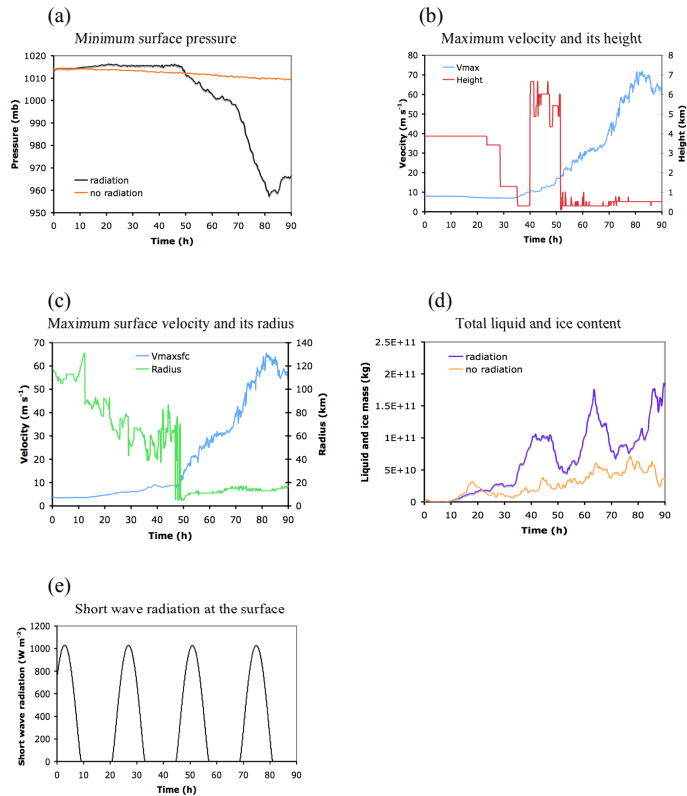 (a)
Minimum surface pressure
1020
1010
1000
990
980
970
960
950
Pressure (mb)
radiation
no radiation
0 10 20 30 40 50 60 70 80 90
Time (h)
(b)
Maximum velocity and its height
80
70
60
50
40
30
20
10
0
Veocity (m s⁻¹)
Vmax
Height
8
7
6
5
4
3
2
1
0
Height (km)
0 10 20 30 40 50 60 70 80 90
Time (h)
(c)
Maximum surface velocity and its radius
70
60
50
40
30
20
10
0
Velocity (m s⁻¹)
Vmaxsfc
Radius
140
120
100
80
60
40
20
0
Radius (km)
0 10 20 30 40 50 60 70 80 90
Time (h)
(d)
Total liquid and ice content
2.5E+11
2E+11
1.5E+11
1E+11
5E+10
0
Liquid and ice mass (kg)
radiation
no radiation
0 10 20 30 40 50 60 70 80 90
Time (h)
(e)
Short wave radiation at the surface
1200
1000
800
600
400
200
0
Short wave radiation (W m⁻²)
0 10 20 30 40 50 60 70 80 90
Time (h)